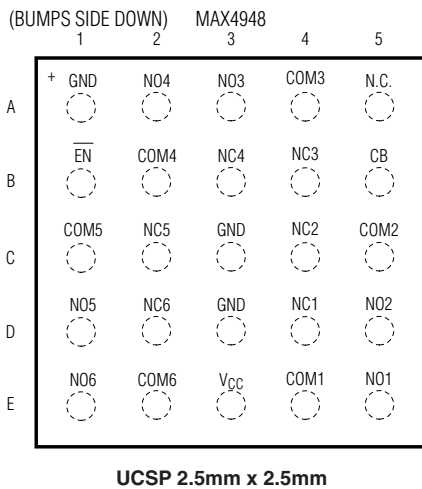 (BUMPS SIDE DOWN) MAX4948
1 2 3 4 5
+ GND NO4 NO3 COM3 N.C.
A
EN COM4 NC4 NC3 CB
B
COM5 NC5 GND NC2 COM2
C
NO5 NC6 GND NC1 NO2
D
NO6 COM6 VCC COM1 NO1
E
UCSP 2.5mm x 2.5mm